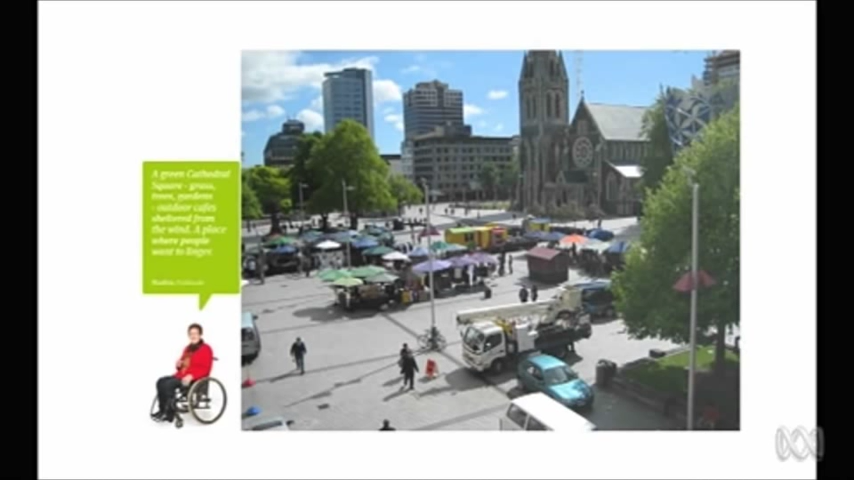 A green Cathedral
Square - grass,
trees, gardens
- outdoor cafes
sheltered from
the wind. A place
where people
want to linger.